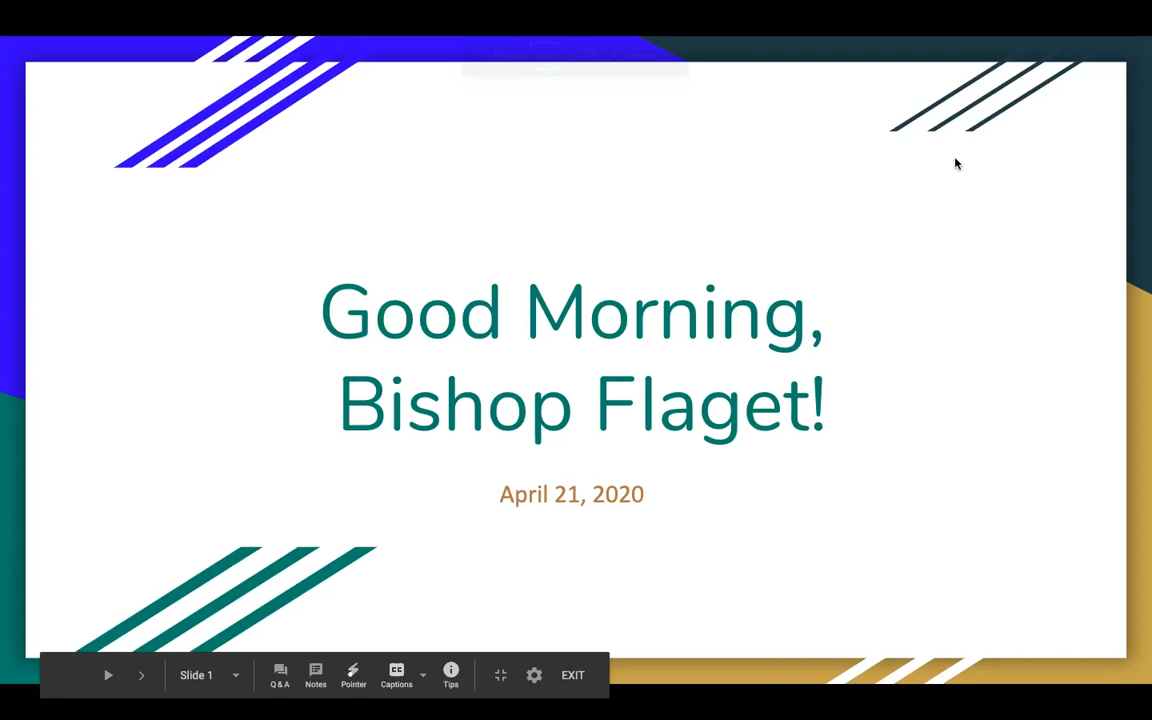 Good Morning,
Bishop Flaget!
April 21, 2020
Slide 1
Q & A
Notes
Pointer
Captions
Tips
EXIT